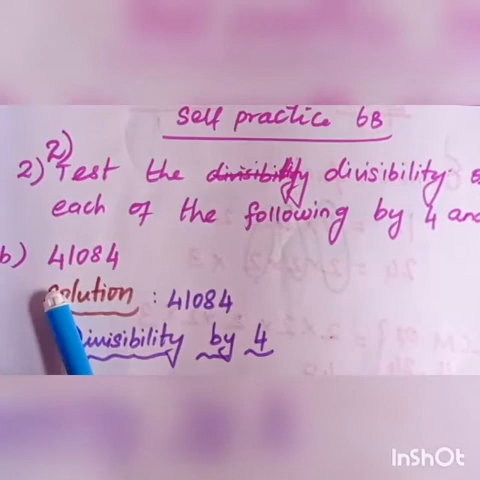 Self practice 6B
2)
2) Test the divisibility divisibility
each of the following by 4 and
b) 41084
Solution : 41084
Divisibility by 4
InShOt